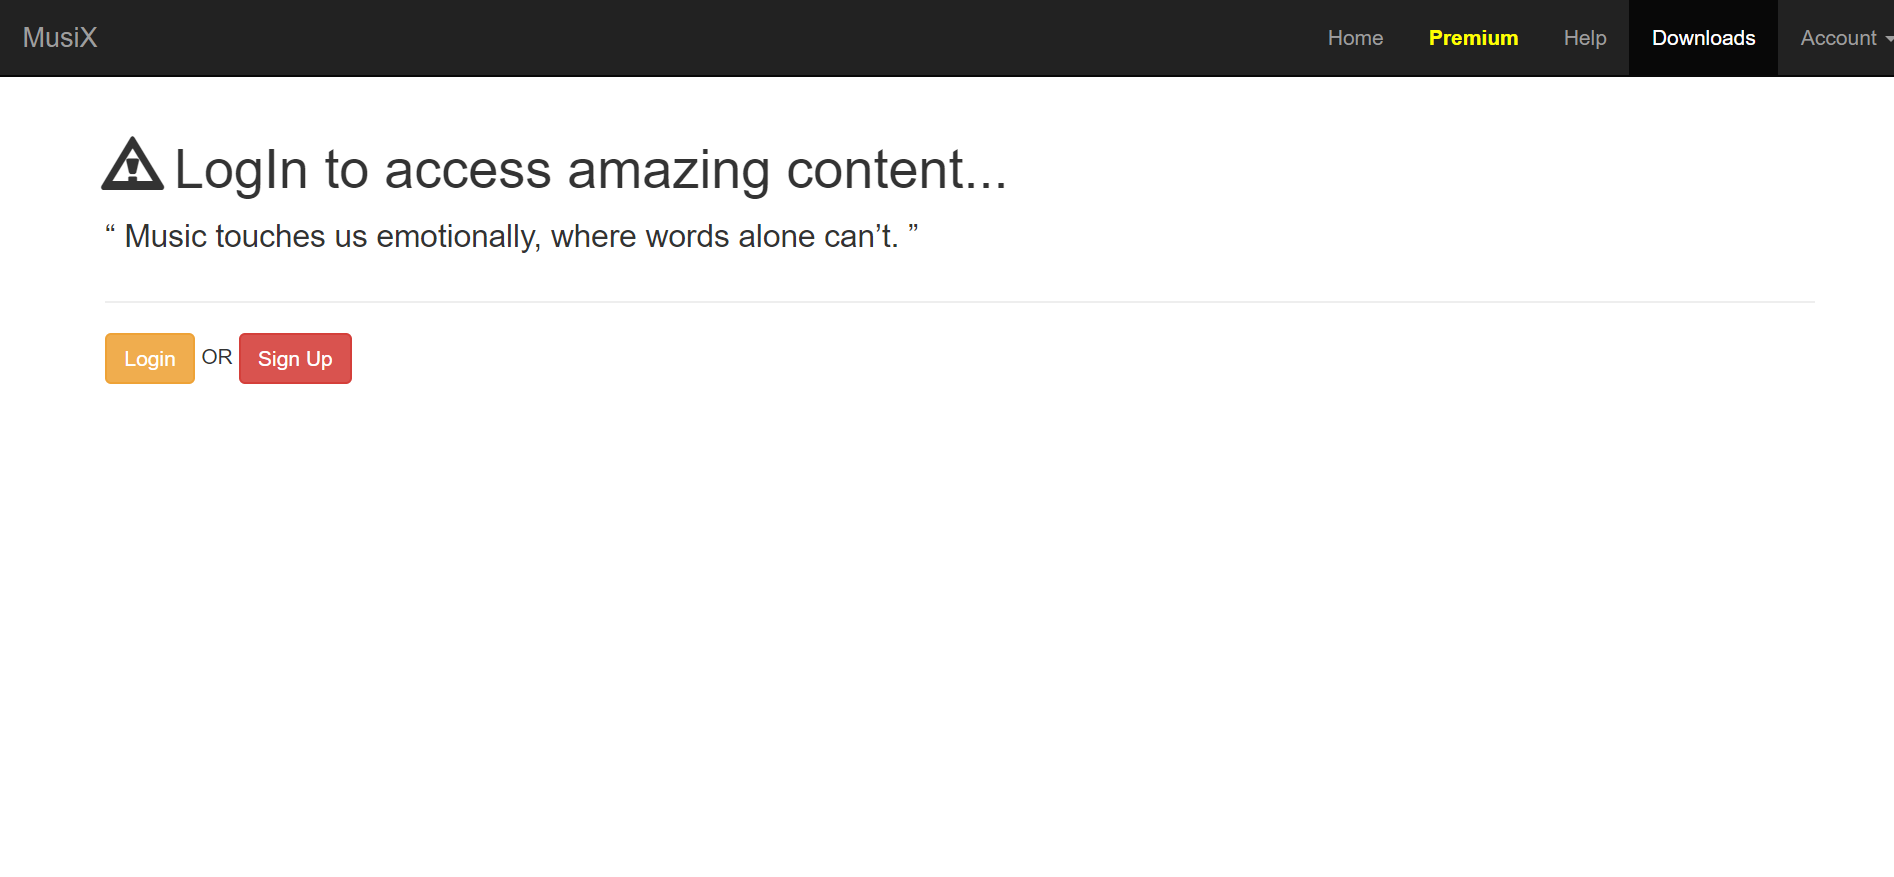 MusiX Home Premium Help Downloads Account
LogIn to access amazing content...
“ Music touches us emotionally, where words alone can’t. ”
Login OR Sign Up